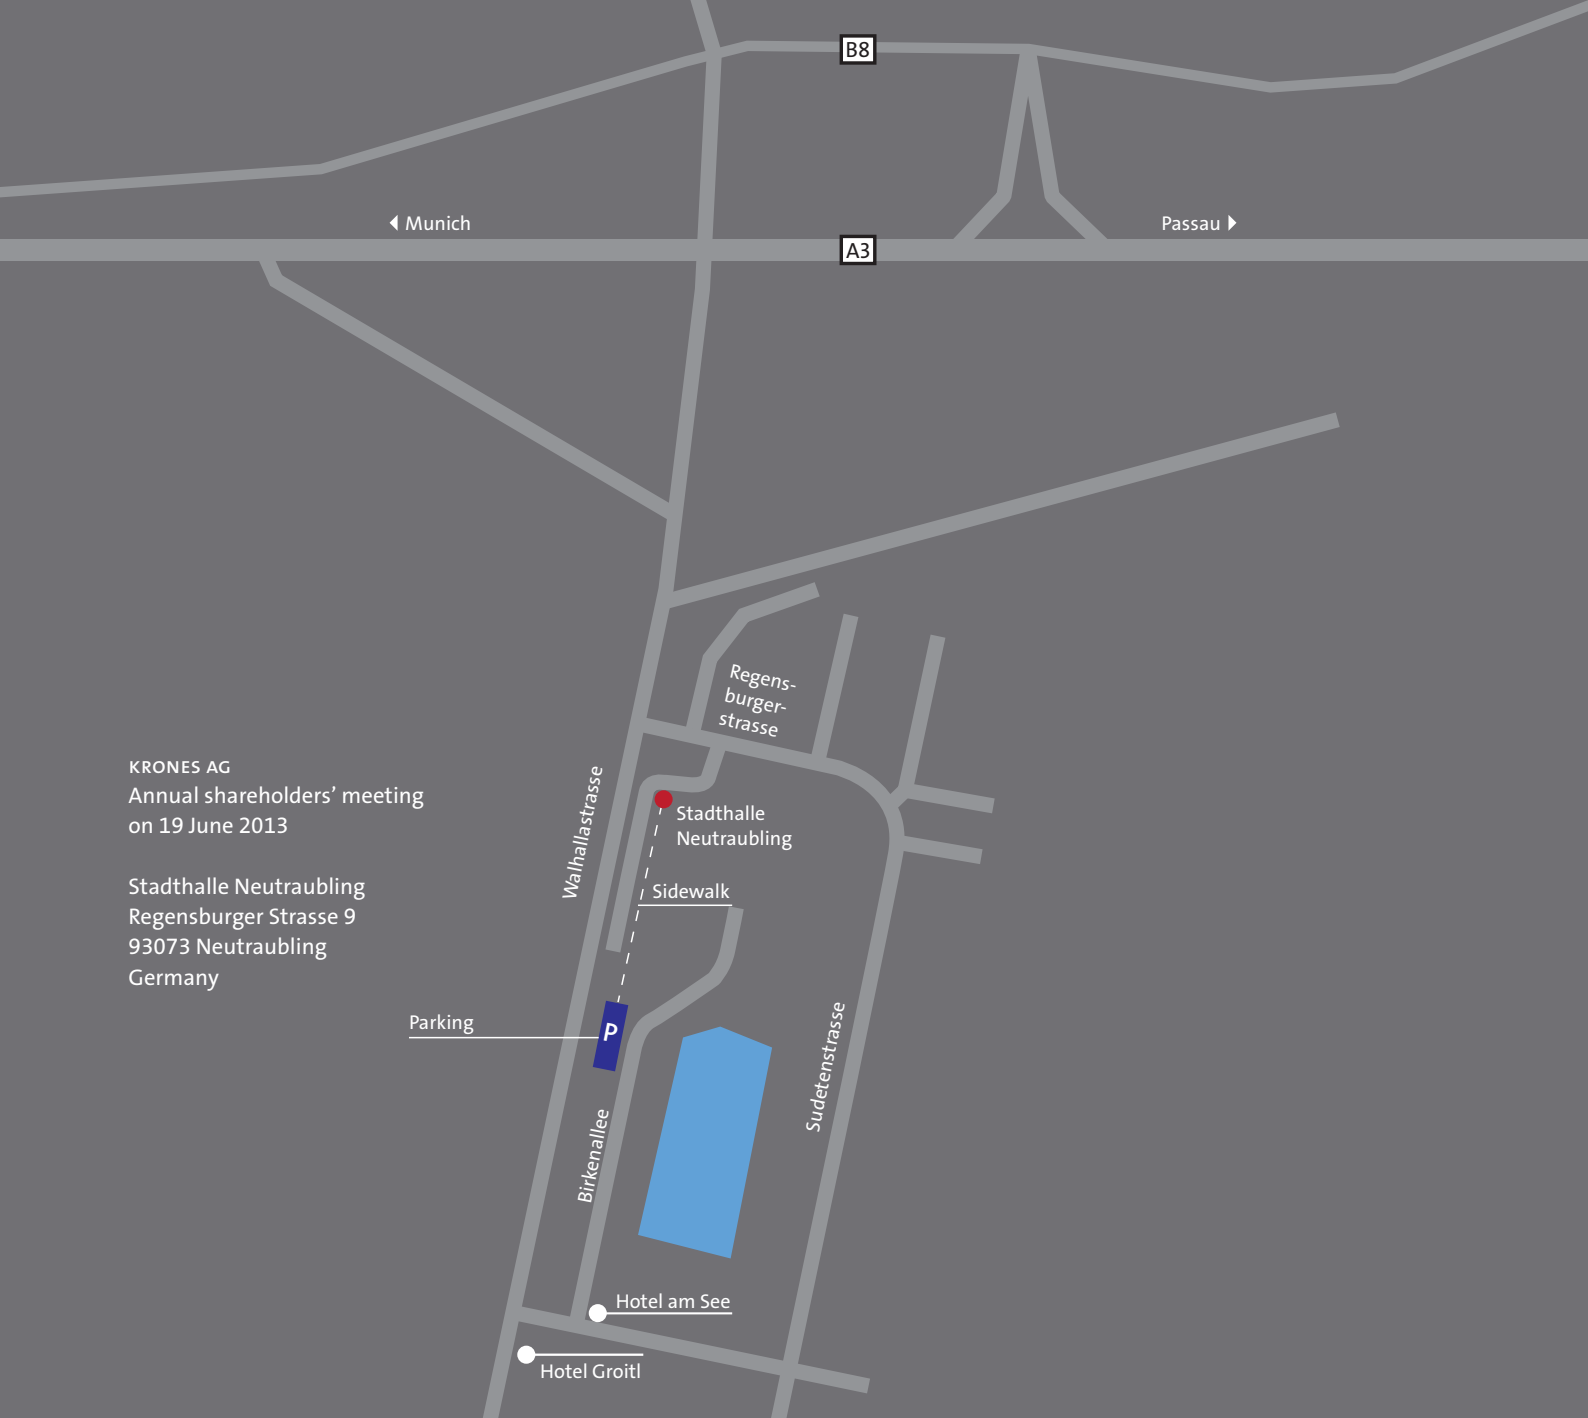 B8
Munich
Passau
A3
Regens-
burger-
strasse
KRONES AG
Annual shareholders’ meeting
on 19 June 2013
Stadthalle Neutraubling
Regensburger Strasse 9
93073 Neutraubling
Germany
Walhallastrasse
Stadthalle
Neutraubling
Sidewalk
Parking
P
Sudetenstrasse
Birkenallee
Hotel am See
Hotel Groitl